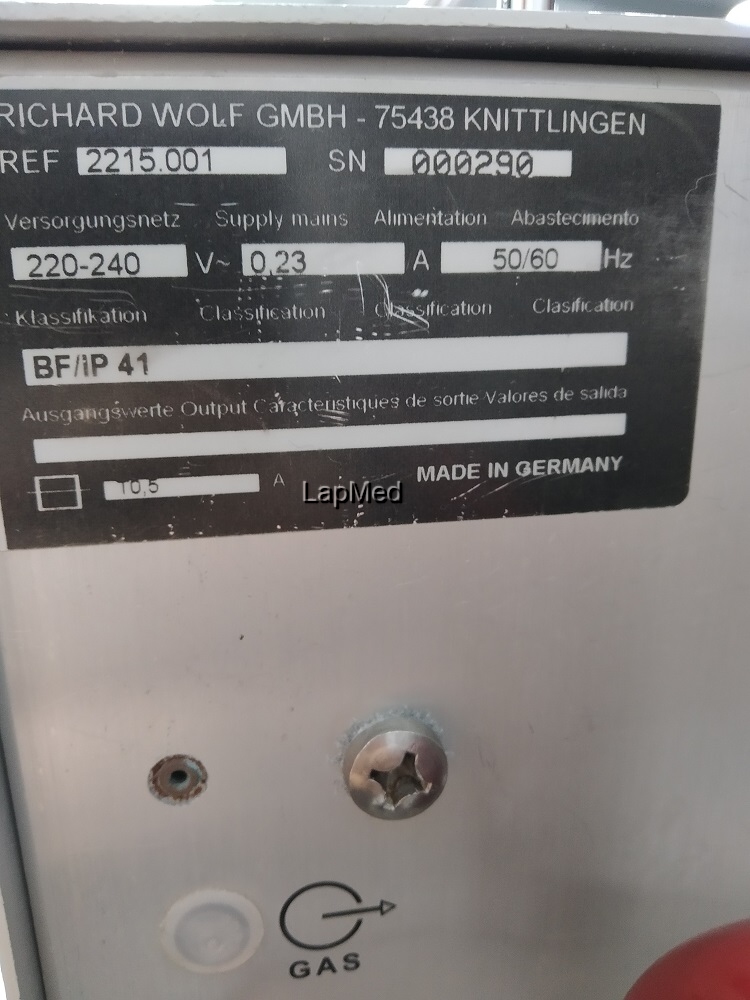 RICHARD WOLF GMBH - 75438 KNITTLINGEN
REF 2215.001 SN 000290
Versorgungsnetz Supply mains Alimentation Abastecimento
220-240 V~ 0,23 A 50/60 Hz
Klassifikation Classification Classification Clasification
BF/IP 41
Ausgangswerte Output Caracteristiques de sortie Valores de salida
T0,5 A MADE IN GERMANY
LapMed
GAS